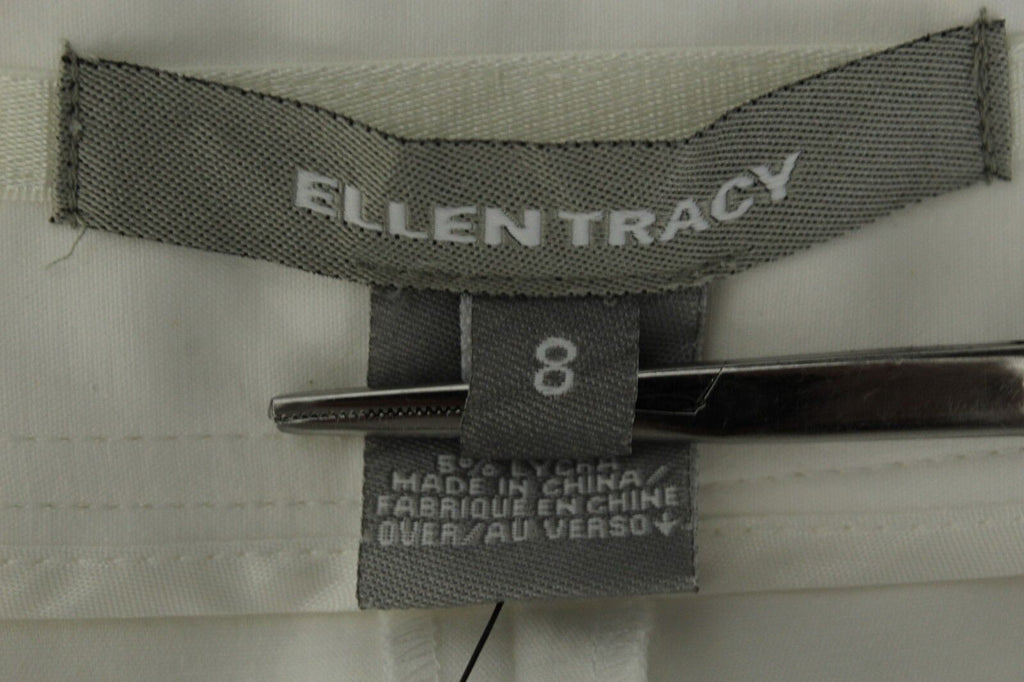 ELLEN TRACY
8
5% LYCRA
MADE IN CHINA/
FABRIQUE EN CHINE
OVER/AU VERSO↓